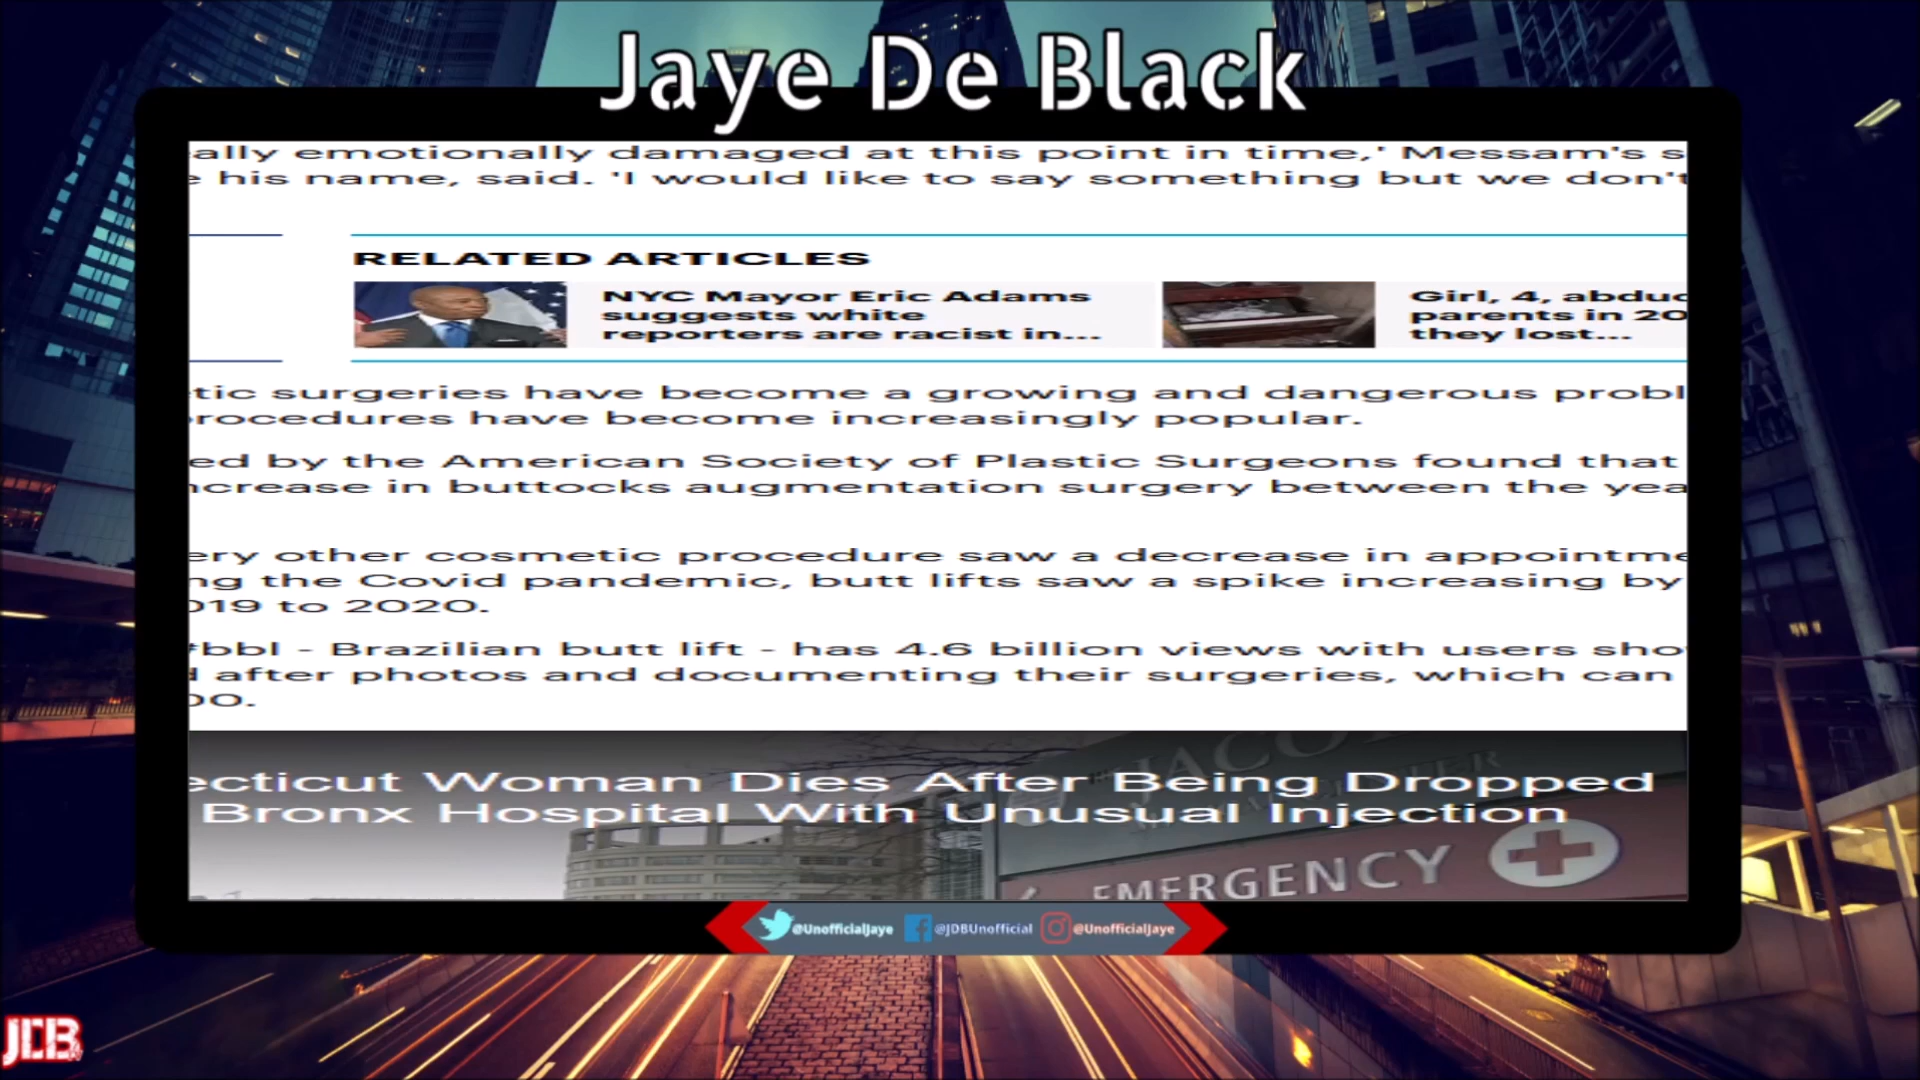 Jaye De Black
ally emotionally damaged at this point in time,' Messam's s
e his name, said. 'I would like to say something but we don't
RELATED ARTICLES
NYC Mayor Eric Adams
suggests white
reporters are racist in...
Girl, 4, abduc
parents in 20
they lost...
tic surgeries have become a growing and dangerous probl
rocedures have become increasingly popular.
ed by the American Society of Plastic Surgeons found that
ncrease in buttocks augmentation surgery between the yea
ery other cosmetic procedure saw a decrease in appointme
ng the Covid pandemic, butt lifts saw a spike increasing by
019 to 2020.
#bbl - Brazilian butt lift - has 4.6 billion views with users sho
d after photos and documenting their surgeries, which can
00.
ecticut Woman Dies After Being Dropped
Bronx Hospital With Unusual Injection
JACO
EMERGENCY
@UnofficialJaye @JDBUnofficial @UnofficialJaye